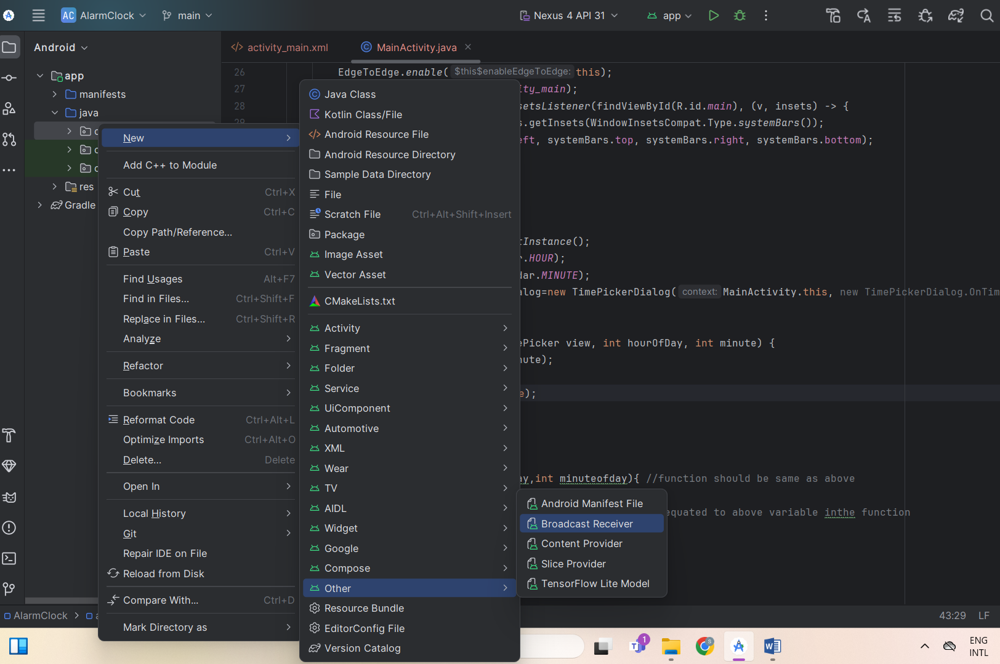 AC AlarmClock main Nexus 4 API 31 app
Android
activity_main.xml MainActivity.java
app
manifests
java
res
Gradle
26 EdgeToEdge.enable( $this$enableEdgeToEdge: this);
27 ity_main);
28 setsListener(findViewById(R.id.main), (v, insets) -> {
s.getInsets(WindowInsetsCompat.Type.systemBars());
eft, systemBars.top, systemBars.right, systemBars.bottom);
tInstance();
r.HOUR);
dar.MINUTE);
alog=new TimePickerDialog( context: MainActivity.this, new TimePickerDialog.OnTim
ePicker view, int hourOfDay, int minute) {
nute);
e);
ay,int minuteofday){ //function should be same as above
equated to above variable inthe function
New
Add C++ to Module
Cut Ctrl+X
Copy Ctrl+C
Copy Path/Reference...
Paste Ctrl+V
Find Usages Alt+F7
Find in Files... Ctrl+Shift+F
Replace in Files... Ctrl+Shift+R
Analyze
Refactor
Bookmarks
Reformat Code Ctrl+Alt+L
Optimize Imports Ctrl+Alt+O
Delete... Delete
Open In
Local History
Git
Repair IDE on File
Reload from Disk
Compare With... Ctrl+D
Mark Directory as
Java Class
Kotlin Class/File
Android Resource File
Android Resource Directory
Sample Data Directory
File
Scratch File Ctrl+Alt+Shift+Insert
Package
Image Asset
Vector Asset
CMakeLists.txt
Activity
Fragment
Folder
Service
UiComponent
Automotive
XML
Wear
TV
AIDL
Widget
Google
Compose
Other
Resource Bundle
EditorConfig File
Version Catalog
Android Manifest File
Broadcast Receiver
Content Provider
Slice Provider
TensorFlow Lite Model
AlarmClock
43:29 LF
1
ENG
INTL